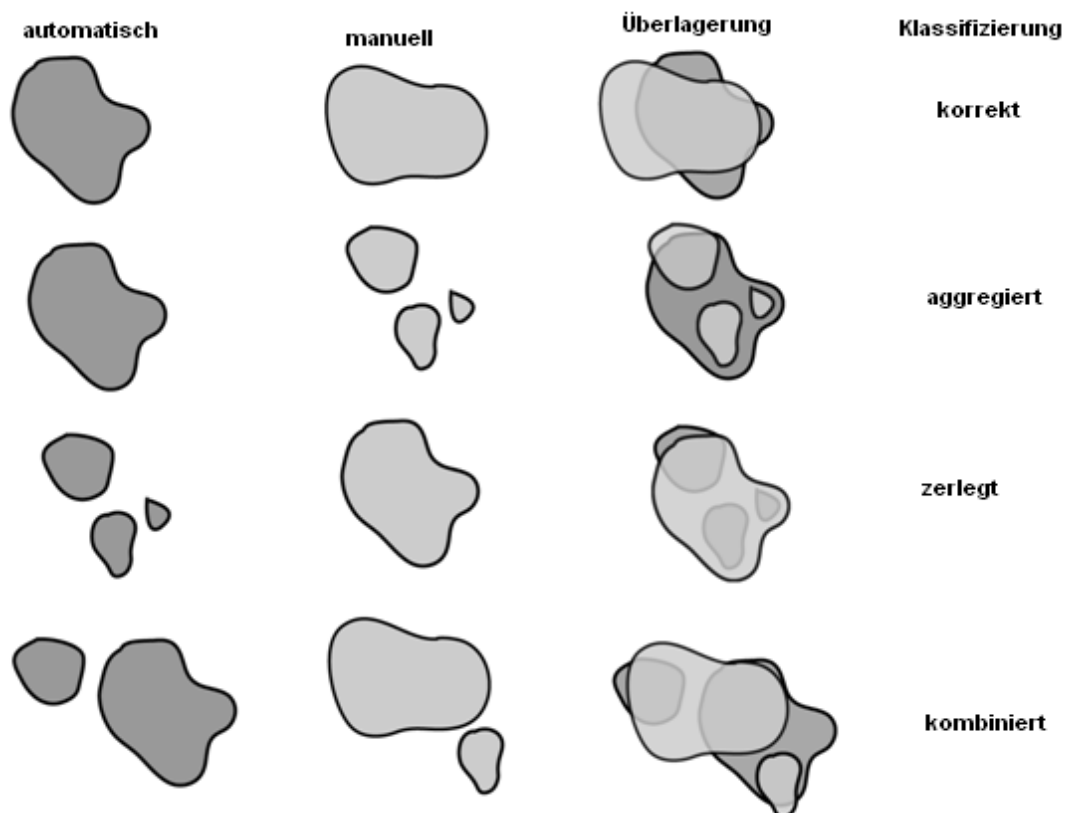 automatisch manuell Überlagerung Klassifizierung
korrekt
aggregiert
zerlegt
kombiniert